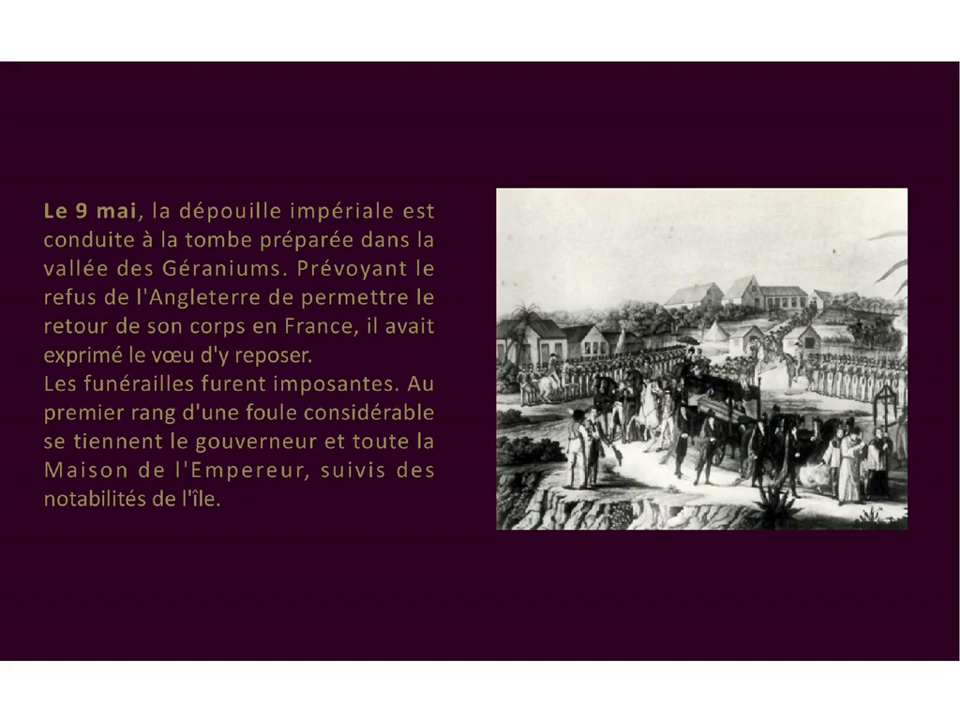 Le 9 mai, la dépouille impériale est
conduite à la tombe préparée dans la
vallée des Géraniums. Prévoyant le
refus de l'Angleterre de permettre le
retour de son corps en France, il avait
exprimé le vœu d'y reposer.
Les funérailles furent imposantes. Au
premier rang d'une foule considérable
se tiennent le gouverneur et toute la
Maison de l'Empereur, suivis des
notabilités de l'île.